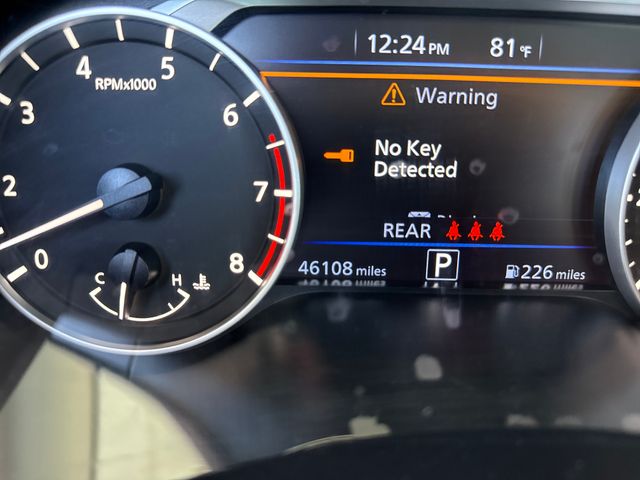 12:24 PM 81°F
Warning
No Key
Detected
REAR
46108 miles P 226 miles
RPMx1000
0
2
3
4
5
6
7
8
C H